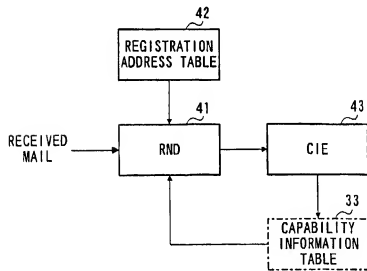 42
REGISTRATION
ADDRESS TABLE
41
43
RECEIVED
MAIL
RND
CIE
33
CAPABILITY
INFORMATION
TABLE